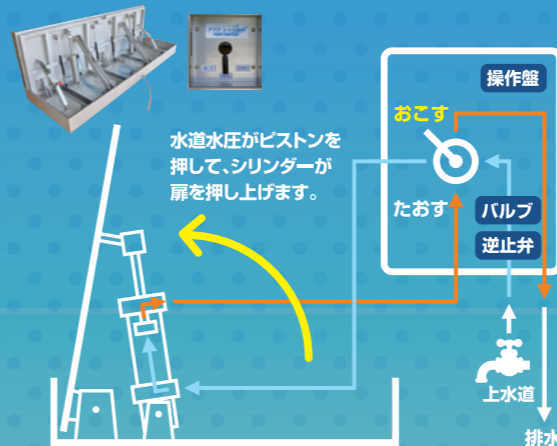 水道水圧がピストンを
押して、シリンダーが
扉を押し上げます。
操作盤
おこす
たおす
バルブ
逆止弁
上水道
排水